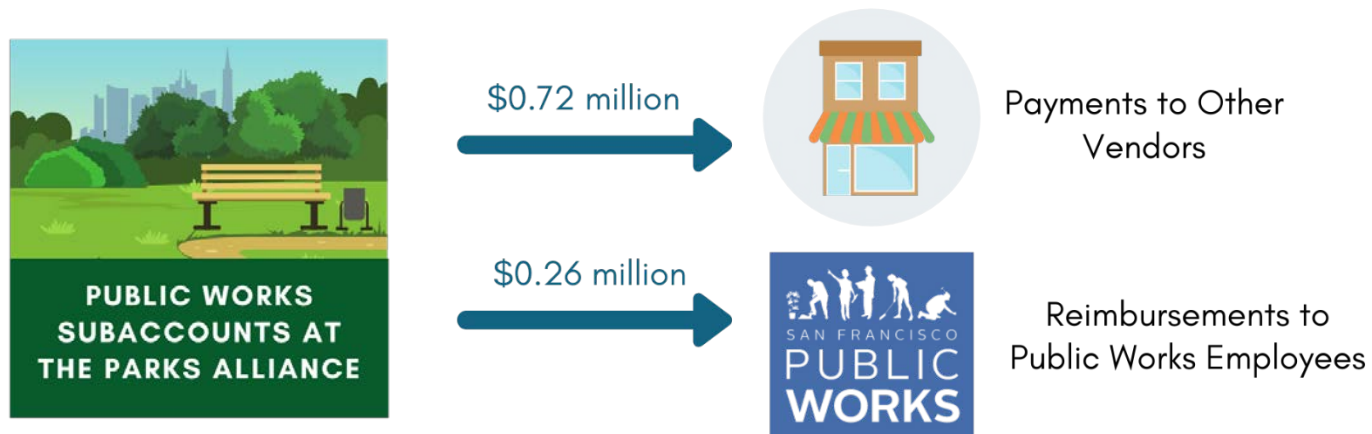 $0.72 million
Payments to Other
Vendors
PUBLIC WORKS
SUBACCOUNTS AT
THE PARKS ALLIANCE
$0.26 million
SAN FRANCISCO
PUBLIC
WORKS
Reimbursements to
Public Works Employees